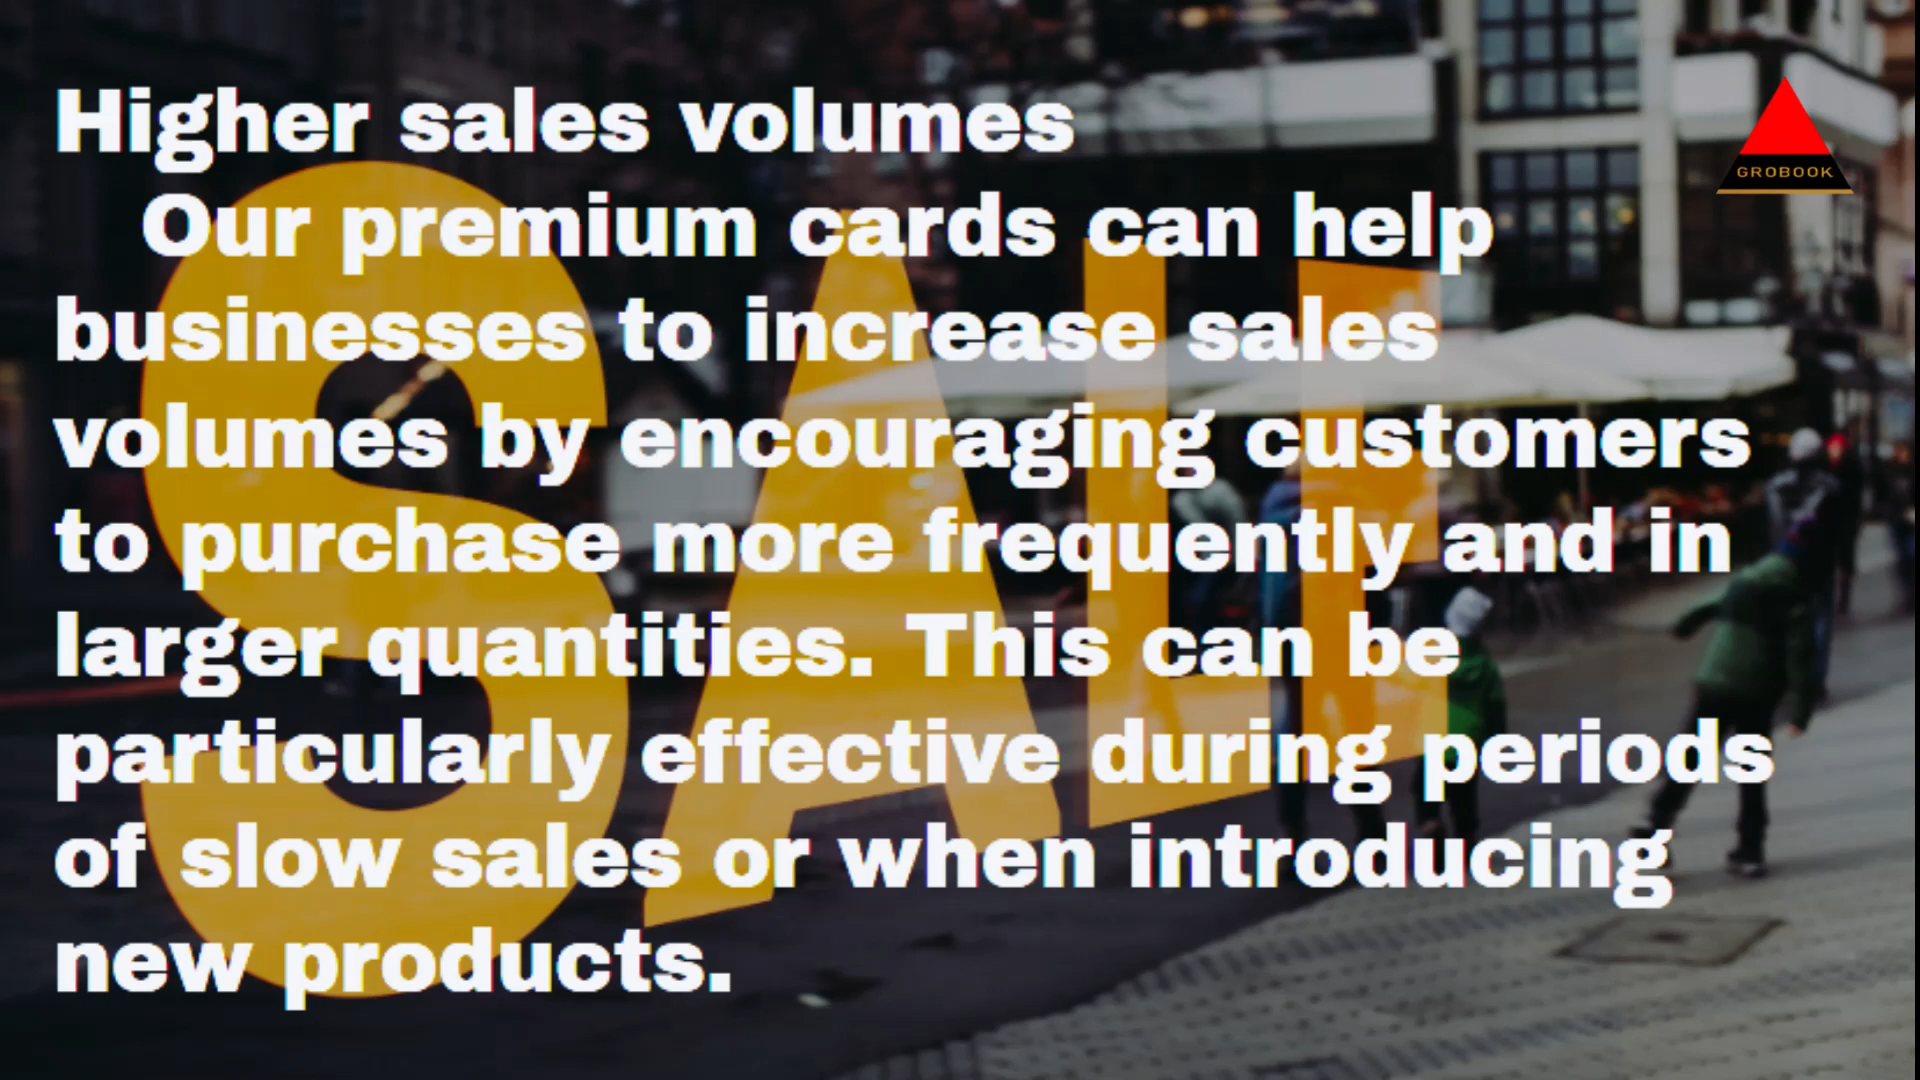 Higher sales volumes
Our premium cards can help
businesses to increase sales
volumes by encouraging customers
to purchase more frequently and in
larger quantities. This can be
particularly effective during periods
of slow sales or when introducing
new products.
GROBOOK
SALE